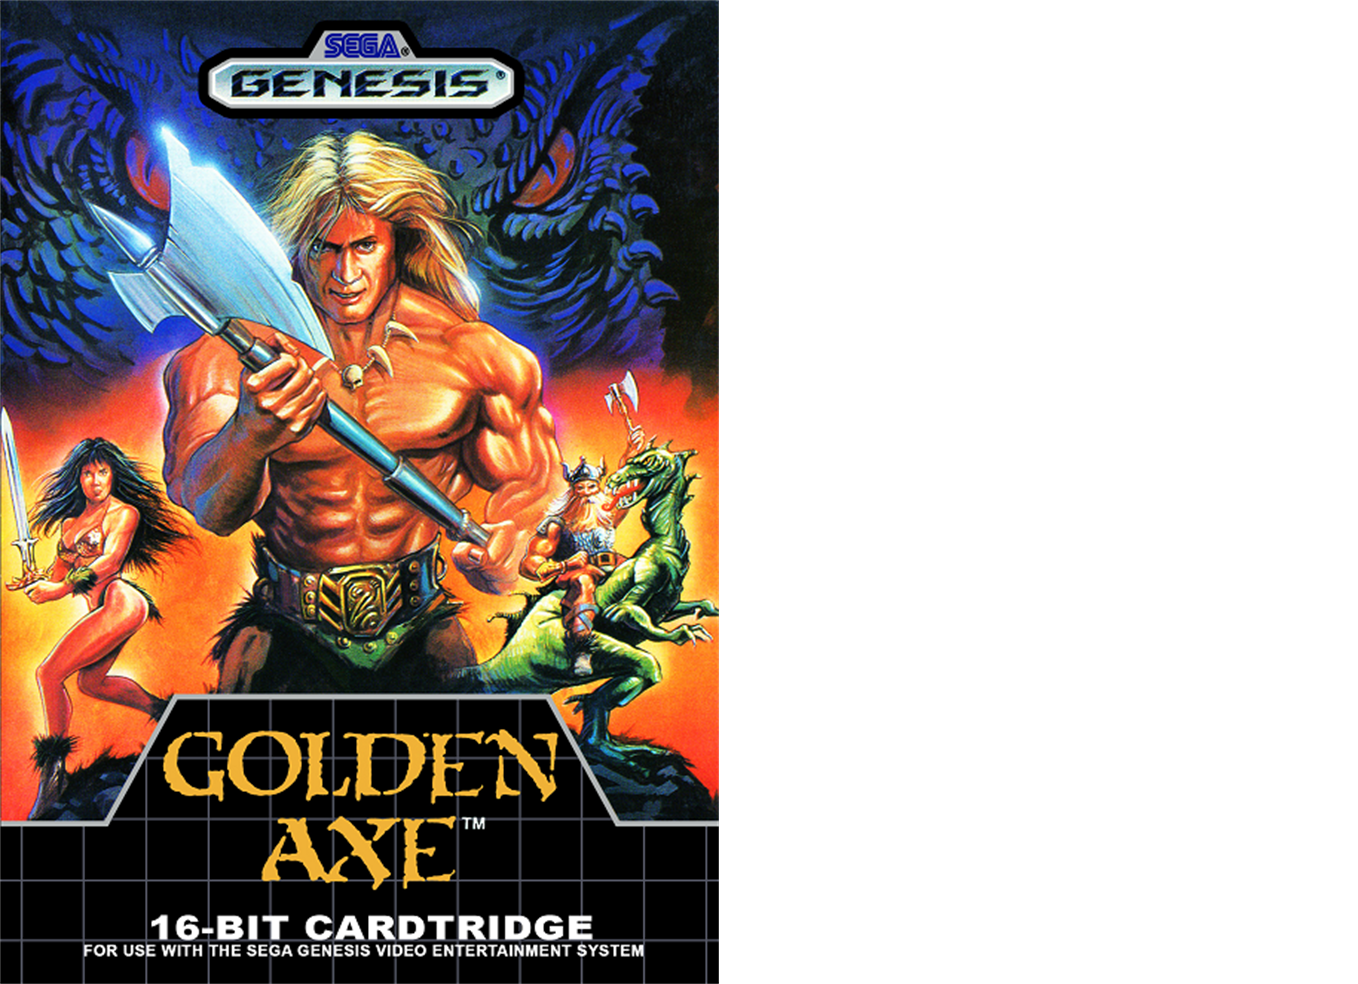 SEGA®
GENESIS®
GOLDEN
AXE™
16-BIT CARDTRIDGE
FOR USE WITH THE SEGA GENESIS VIDEO ENTERTAINMENT SYSTEM